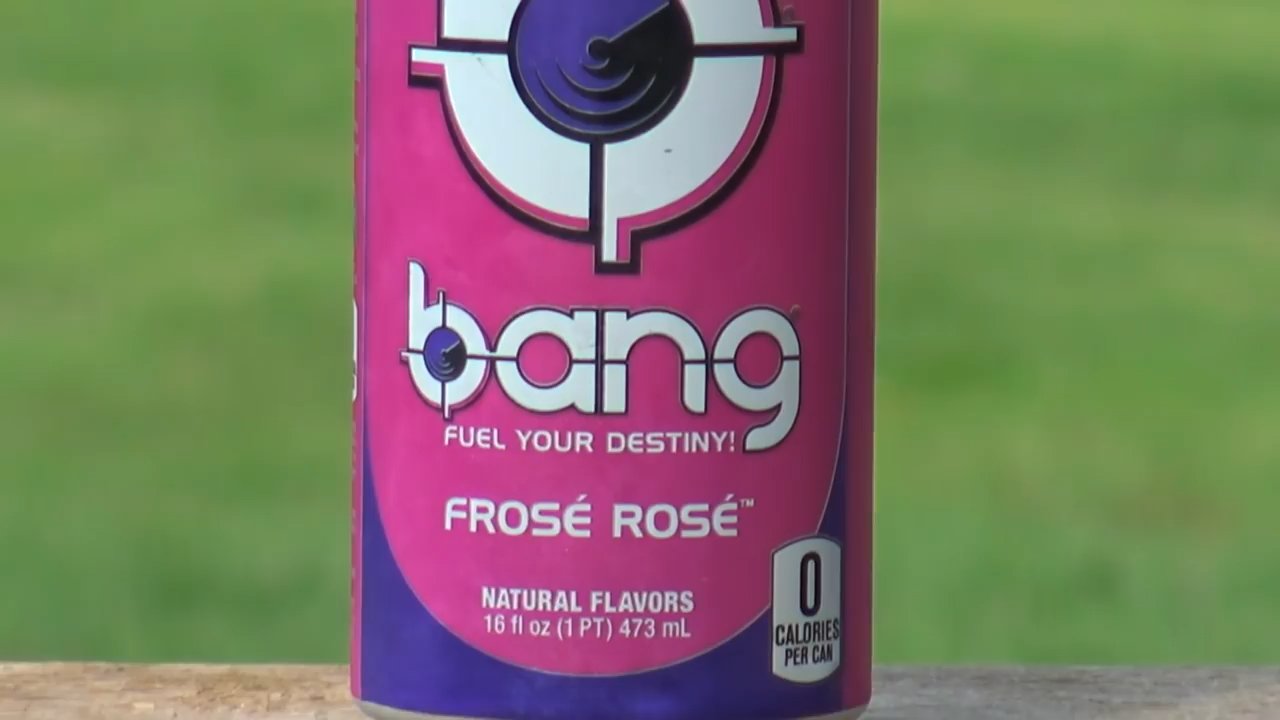 bang
FUEL YOUR DESTINY!
FROSÉ ROSÉ™
NATURAL FLAVORS
16 fl oz (1 PT) 473 mL
0
CALORIES
PER CAN